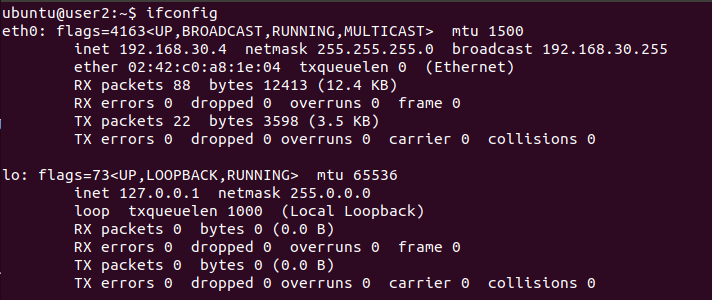 ubuntu@user2:~$ ifconfig
eth0: flags=4163<UP,BROADCAST,RUNNING,MULTICAST>  mtu 1500
        inet 192.168.30.4  netmask 255.255.255.0  broadcast 192.168.30.255
        ether 02:42:c0:a8:1e:04  txqueuelen 0  (Ethernet)
        RX packets 88  bytes 12413 (12.4 KB)
        RX errors 0  dropped 0  overruns 0  frame 0
        TX packets 22  bytes 3598 (3.5 KB)
        TX errors 0  dropped 0 overruns 0  carrier 0  collisions 0

lo: flags=73<UP,LOOPBACK,RUNNING>  mtu 65536
        inet 127.0.0.1  netmask 255.0.0.0
        loop  txqueuelen 1000  (Local Loopback)
        RX packets 0  bytes 0 (0.0 B)
        RX errors 0  dropped 0  overruns 0  frame 0
        TX packets 0  bytes 0 (0.0 B)
        TX errors 0  dropped 0 overruns 0  carrier 0  collisions 0